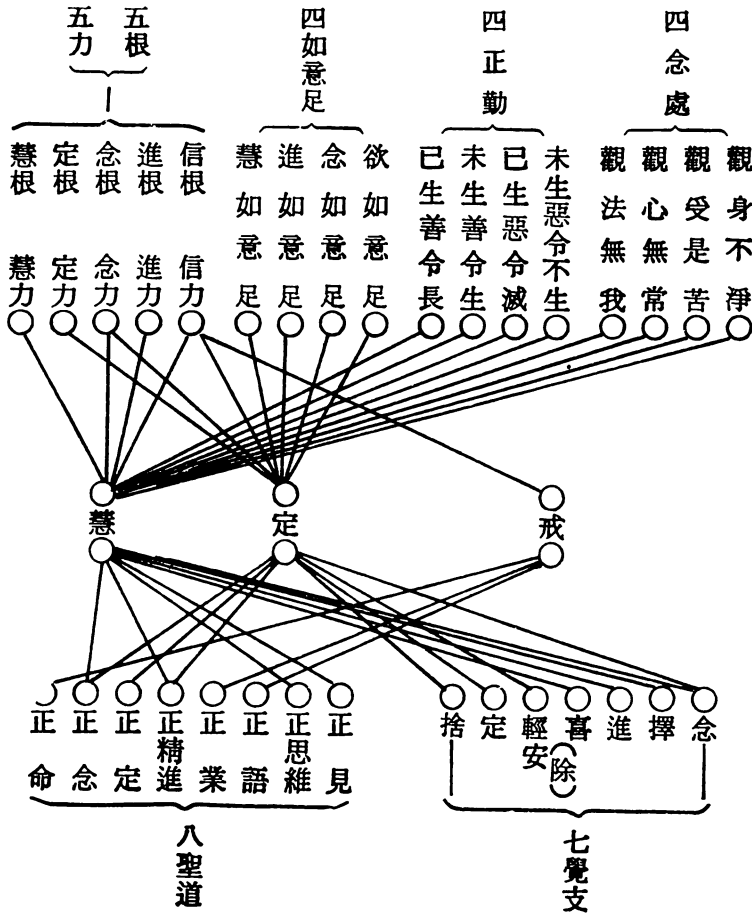 四念處
觀身不淨
觀受是苦
觀心無常
觀法無我
四正勤
未生惡令不生
已生惡令滅
未生善令生
已生善令長
四如意足
欲如意足
念如意足
進如意足
慧如意足
五根
五力
信根
進根
念根
定根
慧根
信力
進力
念力
定力
慧力
戒
定
慧
念
擇
進
喜
輕安(除)
定
捨
七覺支
正見
正思維
正語
正業
正精進
正定
正念
正命
八聖道